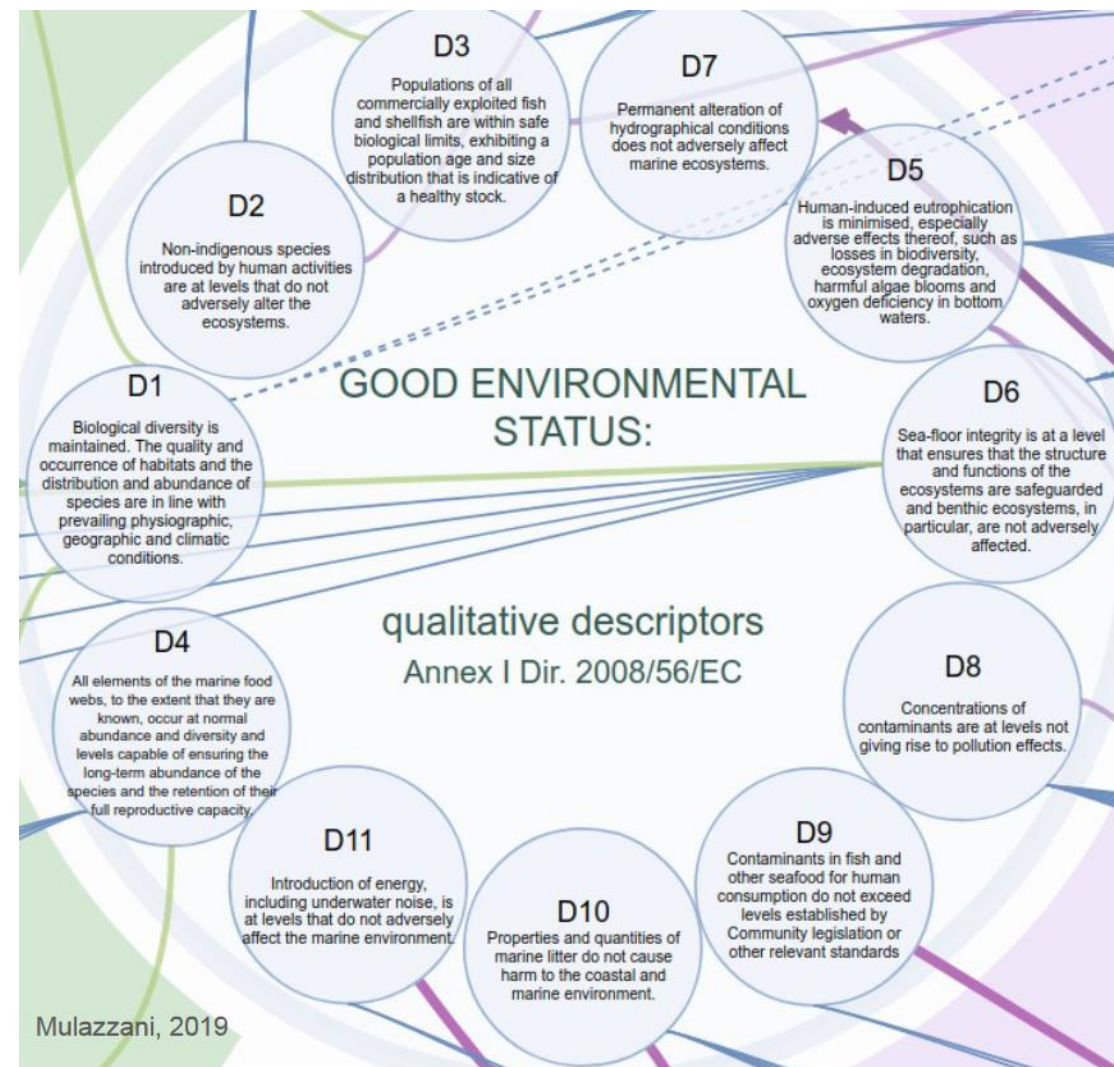 D3
Populations of all
commercially exploited fish
and shellfish are within safe
biological limits, exhibiting a
population age and size
distribution that is indicative of
a healthy stock.
D7
Permanent alteration of
hydrographical conditions
does not adversely affect
marine ecosystems.
D2
Non-indigenous species
introduced by human activities
are at levels that do not
adversely alter the
ecosystems.
D5
Human-induced eutrophication
is minimised, especially
adverse effects thereof, such as
losses in biodiversity,
ecosystem degradation,
harmful algae blooms and
oxygen deficiency in bottom
waters.
D1
Biological diversity is
maintained. The quality and
occurrence of habitats and the
distribution and abundance of
species are in line with
prevailing physiographic,
geographic and climatic
conditions.
GOOD ENVIRONMENTAL
STATUS:
D6
Sea-floor integrity is at a level
that ensures that the structure
and functions of the
ecosystems are safeguarded
and benthic ecosystems, in
particular, are not adversely
affected.
qualitative descriptors
Annex I Dir. 2008/56/EC
D4
All elements of the marine food
webs, to the extent that they are
known, occur at normal
abundance and diversity and
levels capable of ensuring the
long-term abundance of the
species and the retention of their
full reproductive capacity.
D8
Concentrations of
contaminants are at levels not
giving rise to pollution effects.
D11
Introduction of energy,
including underwater noise, is
at levels that do not adversely
affect the marine environment.
D10
Properties and quantities of
marine litter do not cause
harm to the coastal and
marine environment.
D9
Contaminants in fish and
other seafood for human
consumption do not exceed
levels established by
Community legislation or
other relevant standards
Mulazzani, 2019